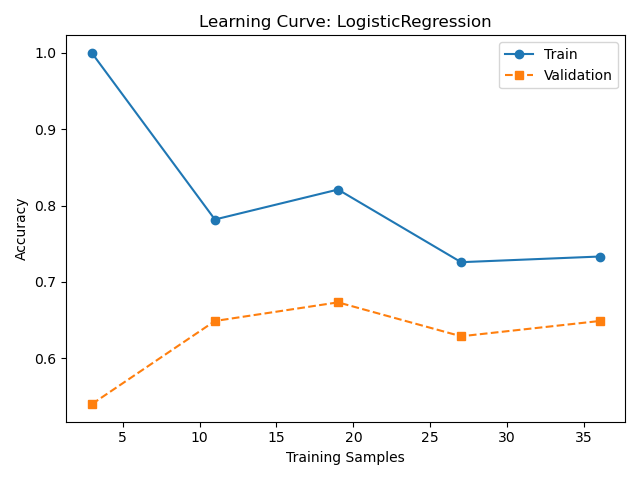 Learning Curve: LogisticRegression
Train
Validation
1.0
0.9
0.8
0.7
0.6
Accuracy
5 10 15 20 25 30 35
Training Samples